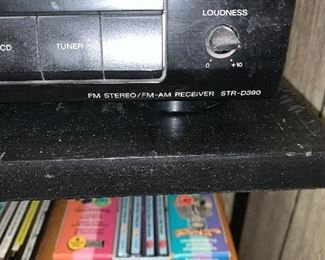 LOUDNESS
CD
TUNER
0 +10
FM STEREO/FM-AM RECEIVER STR-D390